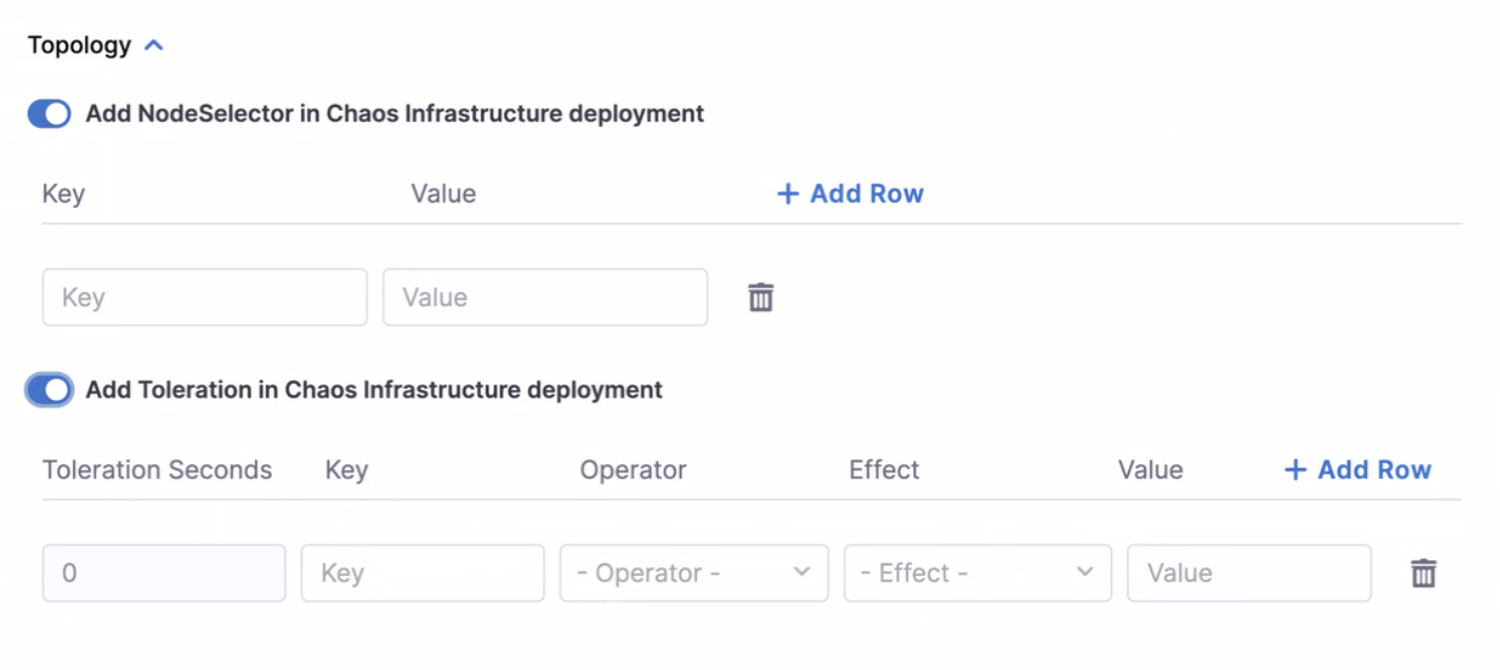 Topology
Add NodeSelector in Chaos Infrastructure deployment
Key Value + Add Row
Key Value
Add Toleration in Chaos Infrastructure deployment
Toleration Seconds Key Operator Effect Value + Add Row
0 Key - Operator - - Effect - Value